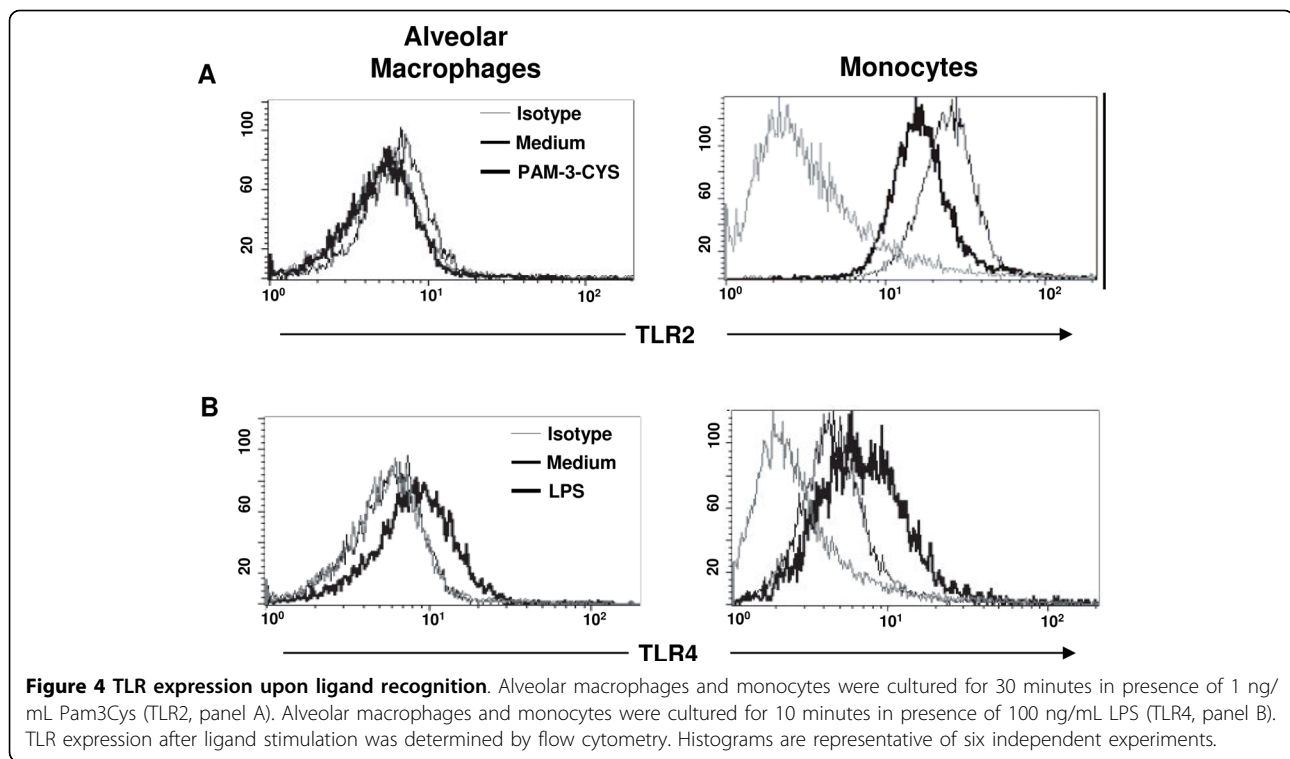 Alveolar
Macrophages
Monocytes
A
Isotype
Medium
PAM-3-CYS
100
60
20
10⁰
10¹
10²
100
60
20
10⁰
10¹
10²
TLR2
B
Isotype
Medium
LPS
100
60
20
10⁰
10¹
10²
100
60
20
10⁰
10¹
10²
TLR4
Figure 4 TLR expression upon ligand recognition. Alveolar macrophages and monocytes were cultured for 30 minutes in presence of 1 ng/
mL Pam3Cys (TLR2, panel A). Alveolar macrophages and monocytes were cultured for 10 minutes in presence of 100 ng/mL LPS (TLR4, panel B).
TLR expression after ligand stimulation was determined by flow cytometry. Histograms are representative of six independent experiments.